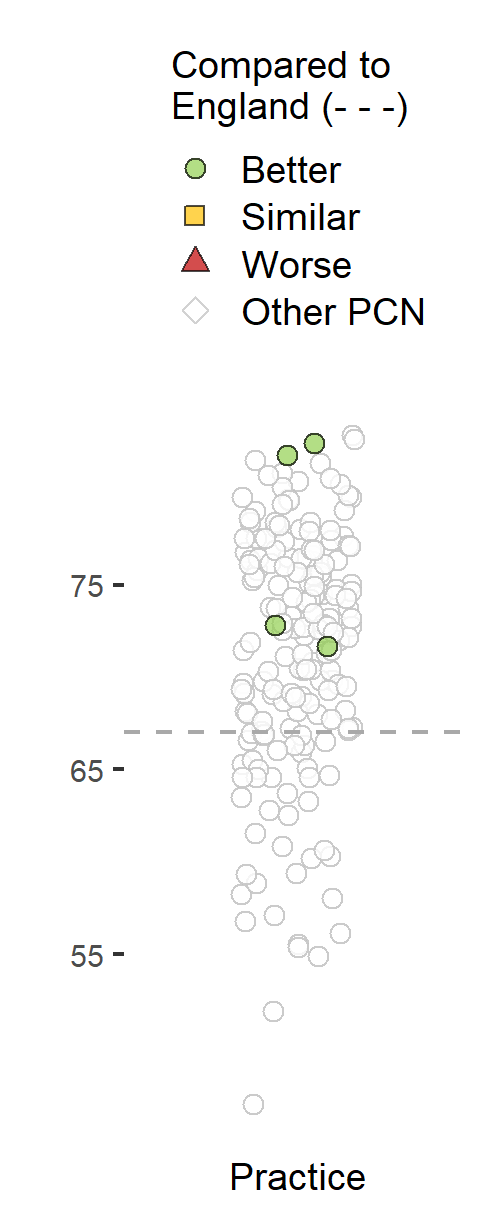 Compared to
England (- - -)
Better
Similar
Worse
Other PCN
75
65
55
Practice